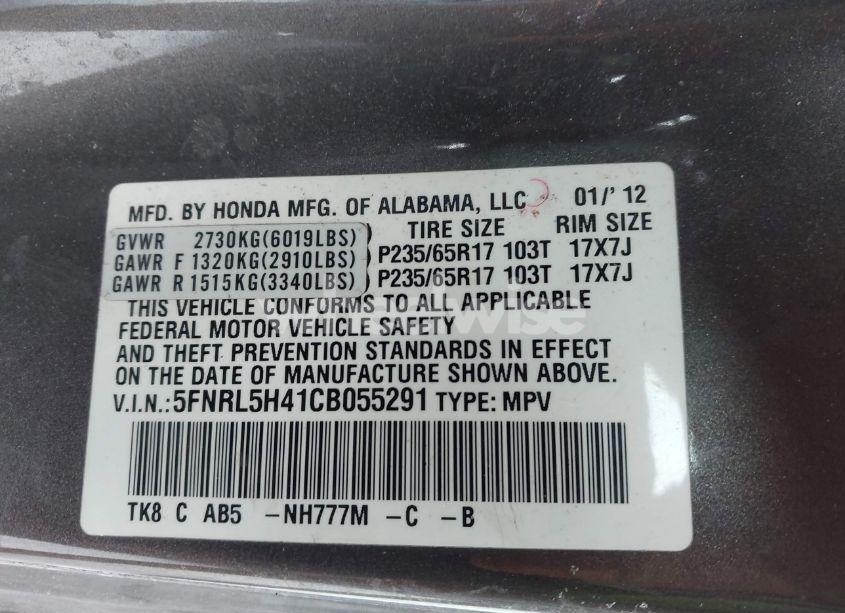 MFD. BY HONDA MFG. OF ALABAMA, LLC 01/'12
TIRE SIZE RIM SIZE
GVWR 2730KG(6019LBS)
GAWR F 1320KG(2910LBS) P235/65R17 103T 17X7J
GAWR R 1515KG(3340LBS) P235/65R17 103T 17X7J
THIS VEHICLE CONFORMS TO ALL APPLICABLE
FEDERAL MOTOR VEHICLE SAFETY
AND THEFT PREVENTION STANDARDS IN EFFECT
ON THE DATE OF MANUFACTURE SHOWN ABOVE.
V.I.N.:5FNRL5H41CB055291 TYPE: MPV
TK8 C AB5 -NH777M -C -B